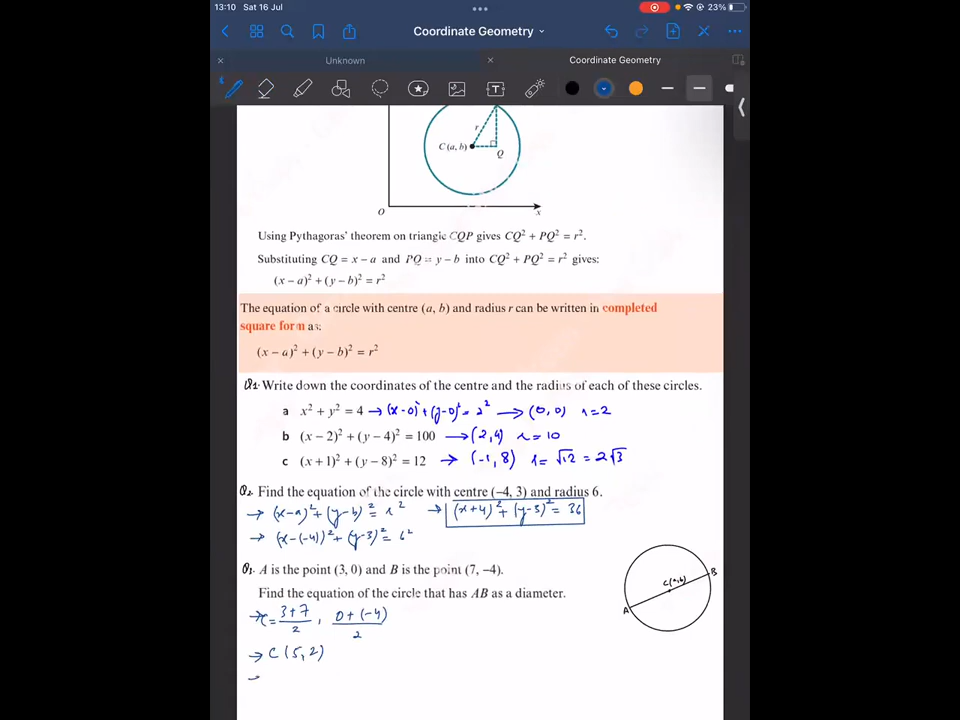 13:10 Sat 16 Jul
23%
Coordinate Geometry
Unknown
Coordinate Geometry
r
C (a, b)
Q
O
x
Using Pythagoras' theorem on triangle CQP gives CQ² + PQ² = r².
Substituting CQ = x − a and PQ = y − b into CQ² + PQ² = r² gives:
(x − a)² + (y − b)² = r²
The equation of a circle with centre (a, b) and radius r can be written in completed
square form as:
(x − a)² + (y − b)² = r²
Q1. Write down the coordinates of the centre and the radius of each of these circles.
a x² + y² = 4 → (x-0)² + (y-0)² = 2² → (0, 0) r = 2
b (x − 2)² + (y − 4)² = 100 → (2, 4) r = 10
c (x + 1)² + (y − 8)² = 12 → (-1, 8) r = √12 = 2√3
Q2. Find the equation of the circle with centre (−4, 3) and radius 6.
→ (x-a)² + (y-b)² = r² → (x+4)² + (y-3)² = 36
→ (x-(-4))² + (y-3)² = 6²
Q3. A is the point (3, 0) and B is the point (7, −4).
Find the equation of the circle that has AB as a diameter.
C(a,b)
B
A
→ C = 3+7/2 , 0+(-4)/2
→ C (5, 2)